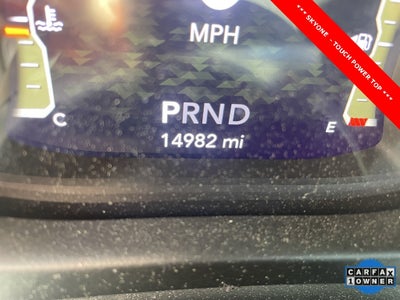 *** SKYONE - TOUCH POWER TOP ***
MPH
PRND
C
E
14982 mi
CARFAX
1 OWNER